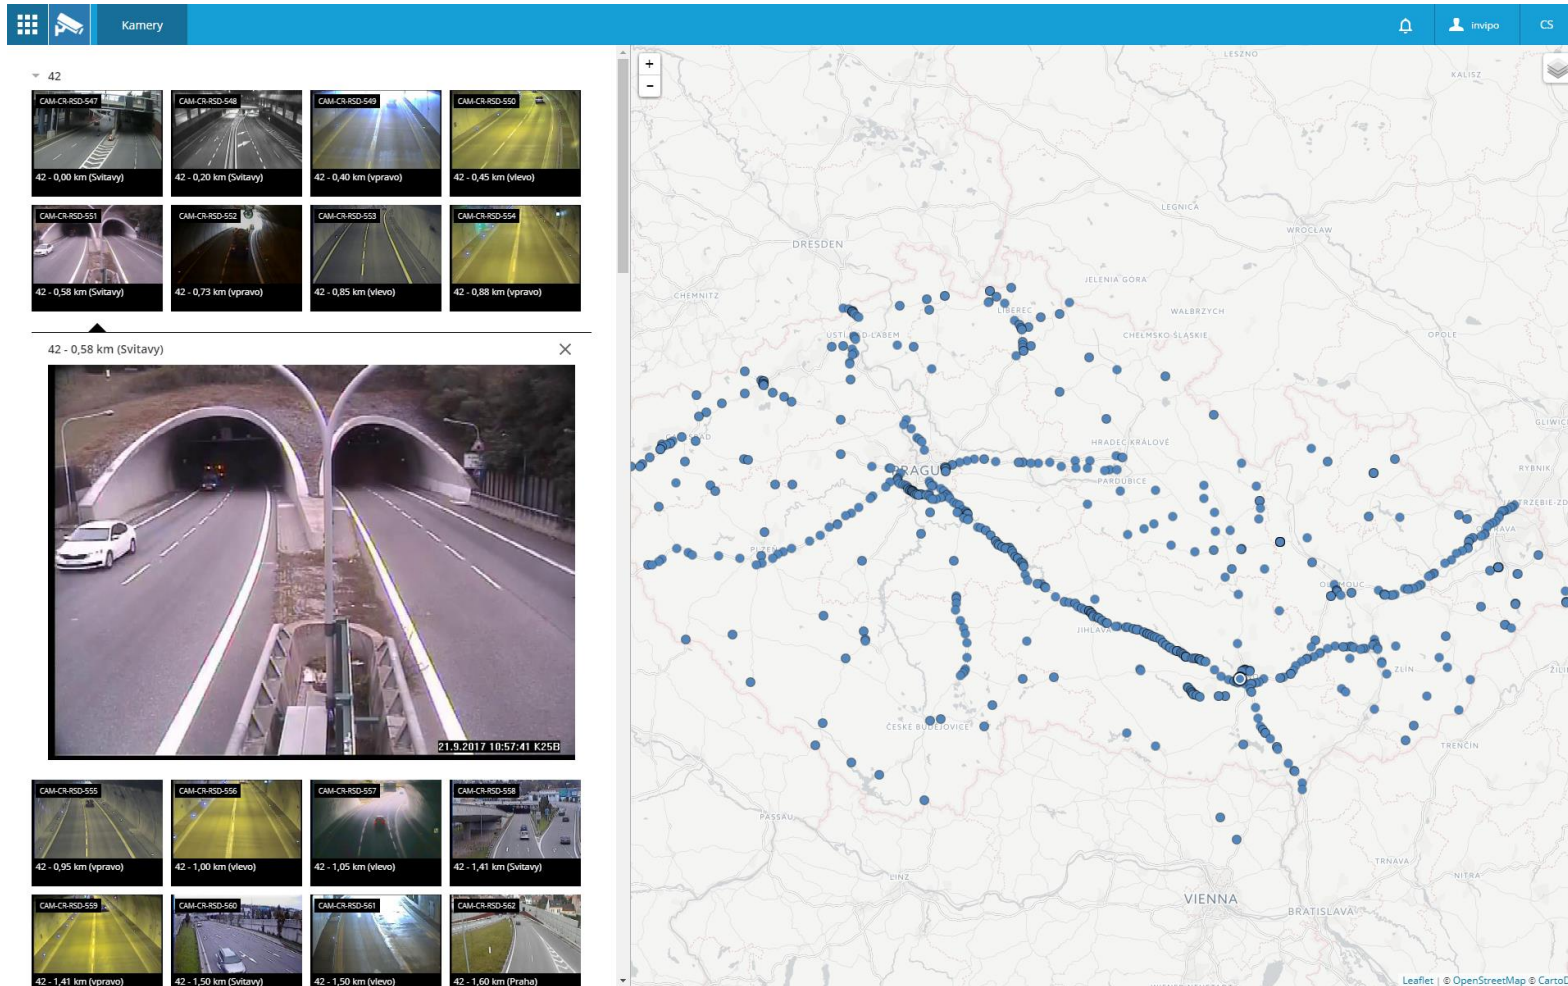 Kamery
invipo
CS
42
CAM-CR-RSD-547
CAM-CR-RSD-548
CAM-CR-RSD-549
CAM-CR-RSD-550
42 - 0,00 km (Svitavy)
42 - 0,20 km (Svitavy)
42 - 0,40 km (vpravo)
42 - 0,45 km (vlevo)
CAM-CR-RSD-551
CAM-CR-RSD-552
CAM-CR-RSD-553
CAM-CR-RSD-554
42 - 0,58 km (Svitavy)
42 - 0,73 km (vpravo)
42 - 0,85 km (vlevo)
42 - 0,88 km (vpravo)
42 - 0,58 km (Svitavy)
21.9.2017 10:57:41 K25B
CAM-CR-RSD-555
CAM-CR-RSD-556
CAM-CR-RSD-557
CAM-CR-RSD-558
42 - 0,95 km (vpravo)
42 - 1,00 km (vlevo)
42 - 1,05 km (vlevo)
42 - 1,41 km (Svitavy)
CAM-CR-RSD-559
CAM-CR-RSD-560
CAM-CR-RSD-561
CAM-CR-RSD-562
42 - 1,41 km (vpravo)
42 - 1,50 km (Svitavy)
42 - 1,50 km (vlevo)
42 - 1,60 km (Praha)
+
-
LESZNO
KALISZ
LEGNICA
WROCŁAW
DRESDEN
JELENIA GÓRA
CHEMNITZ
LIBEREC
WAŁBRZYCH
OPOLE
CHEŁMSKO ŚLĄSKIE
GLIWIC
HRADEC KRÁLOVÉ
RYBNIK
PRAGU
PARDUBICE
JIHLAVA
ZLÍN
ŽILI
ČESKÉ BUDĚJOVICE
TRENČÍN
PASSAU
TRNAVA
LINZ
NITRA
VIENNA
BRATISLAVA
Leaflet | © OpenStreetMap © CartoD